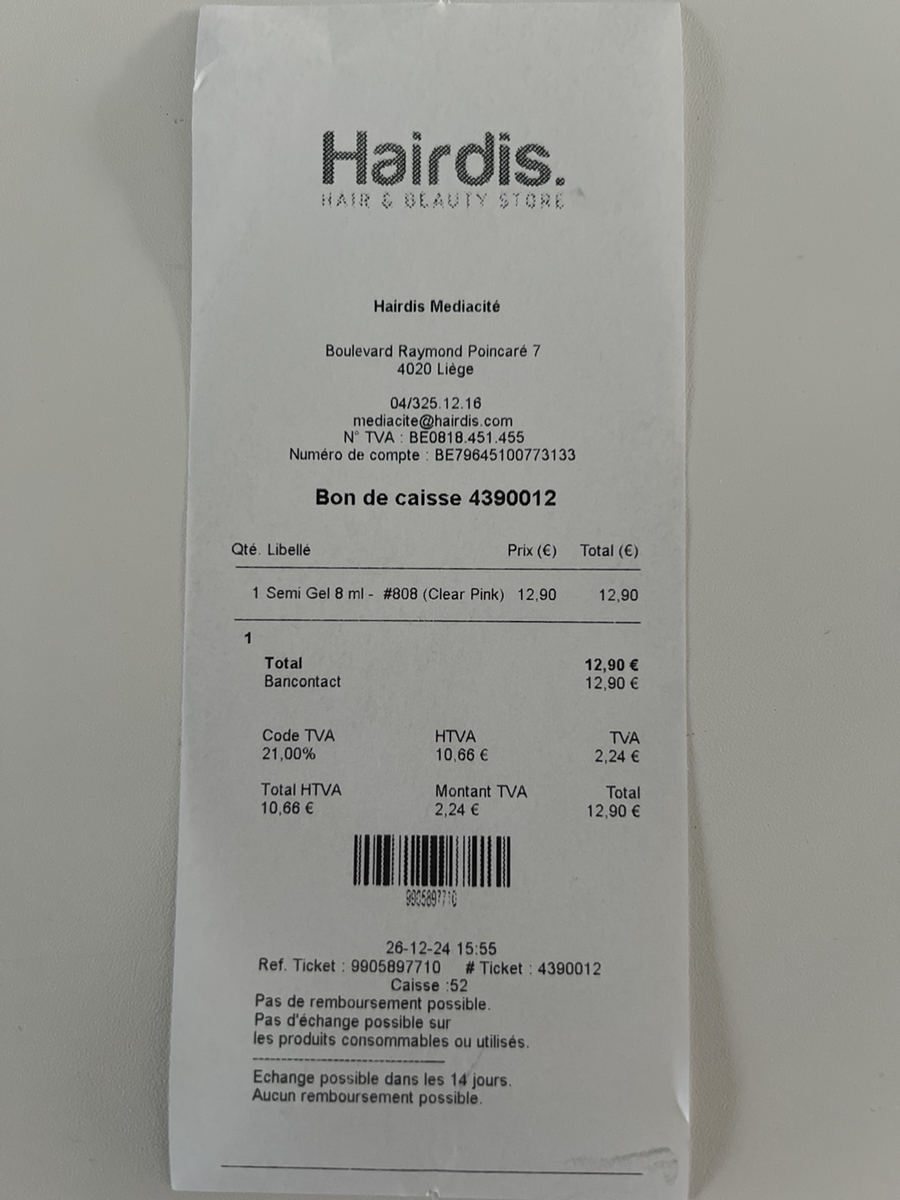 Hairdis.
HAIR & BEAUTY STORE
Hairdis Mediacité
Boulevard Raymond Poincaré 7
4020 Liège
04/325.12.16
mediacite@hairdis.com
N° TVA : BE0818.451.455
Numéro de compte : BE79645100773133
Bon de caisse 4390012
Qté. Libellé Prix (€) Total (€)
1 Semi Gel 8 ml - #808 (Clear Pink) 12,90 12,90
1
Total 12,90 €
Bancontact 12,90 €
Code TVA HTVA TVA
21,00% 10,66 € 2,24 €
Total HTVA Montant TVA Total
10,66 € 2,24 € 12,90 €
9905897710
26-12-24 15:55
Ref. Ticket : 9905897710 # Ticket : 4390012
Caisse :52
Pas de remboursement possible.
Pas d'échange possible sur
les produits consommables ou utilisés.
Echange possible dans les 14 jours.
Aucun remboursement possible.